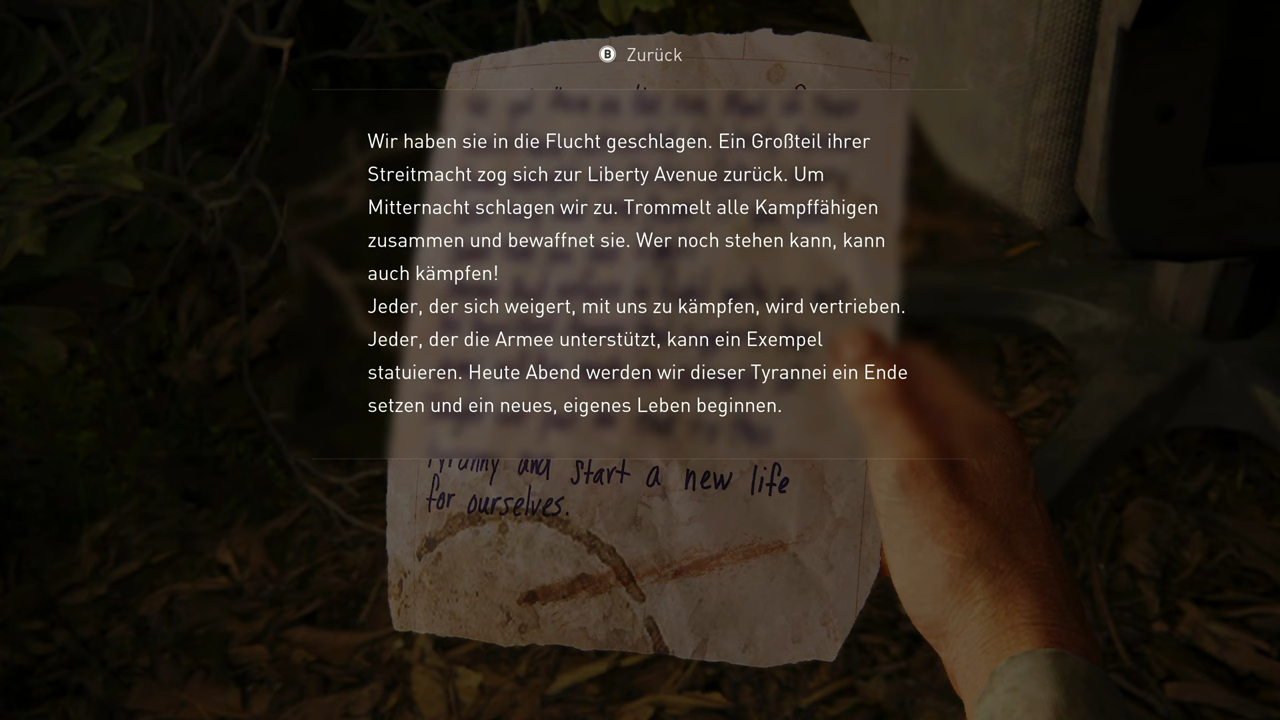 B Zurück
Wir haben sie in die Flucht geschlagen. Ein Großteil ihrer
Streitmacht zog sich zur Liberty Avenue zurück. Um
Mitternacht schlagen wir zu. Trommelt alle Kampffähigen
zusammen und bewaffnet sie. Wer noch stehen kann, kann
auch kämpfen!
Jeder, der sich weigert, mit uns zu kämpfen, wird vertrieben.
Jeder, der die Armee unterstützt, kann ein Exempel
statuieren. Heute Abend werden wir dieser Tyrannei ein Ende
setzen und ein neues, eigenes Leben beginnen.
Tyranny and start a new life
for ourselves.